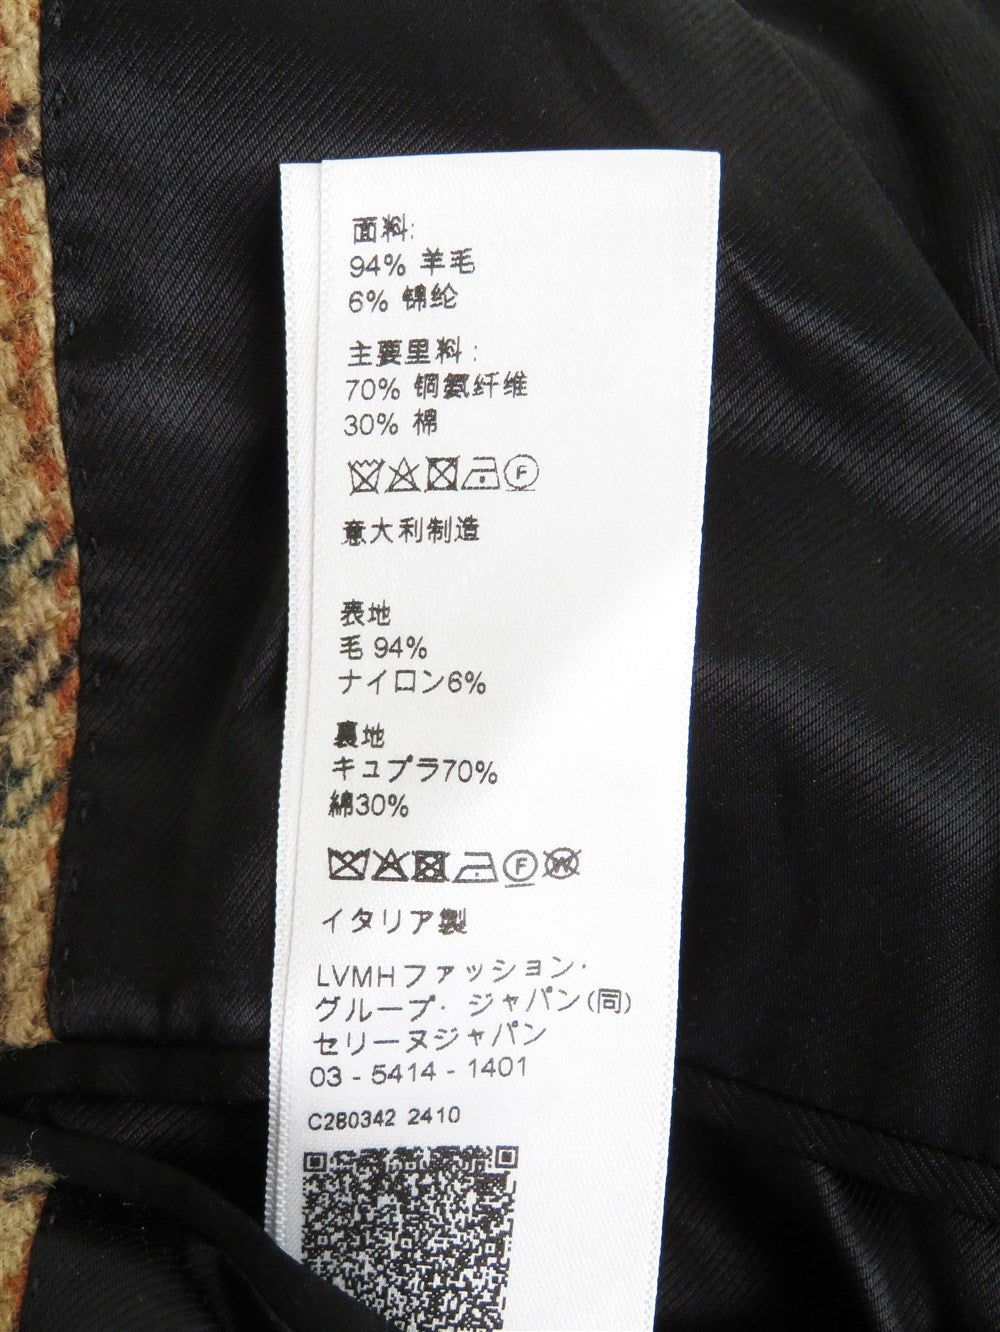 面料:
94% 羊毛
6% 锦纶
主要里料:
70% 铜氨纤维
30% 棉
F
意大利制造
表地
毛 94%
ナイロン6%
裏地
キュプラ70%
綿30%
F W
イタリア製
LVMHファッション・
グループ・ジャパン(同)
セリーヌジャパン
03 - 5414 - 1401
C280342 2410